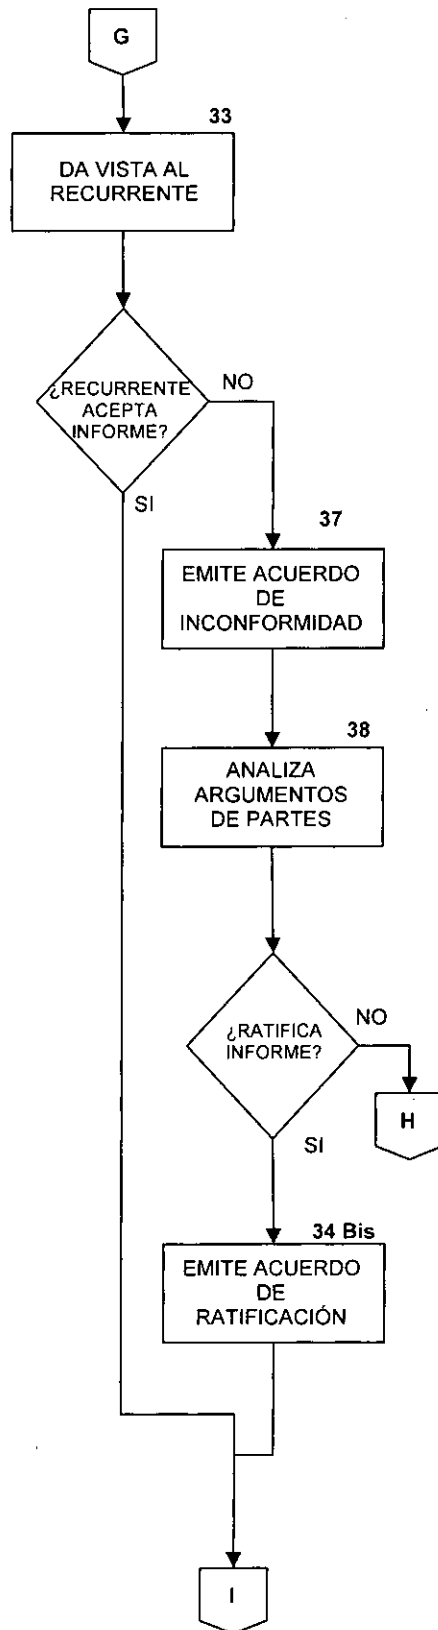 G
33
DA VISTA AL
RECURRENTE
¿RECURRENTE
ACEPTA
INFORME?
NO
SI
37
EMITE ACUERDO
DE
INCONFORMIDAD
38
ANALIZA
ARGUMENTOS
DE PARTES
¿RATIFICA
INFORME?
NO
H
SI
34 Bis
EMITE ACUERDO
DE
RATIFICACIÓN
I